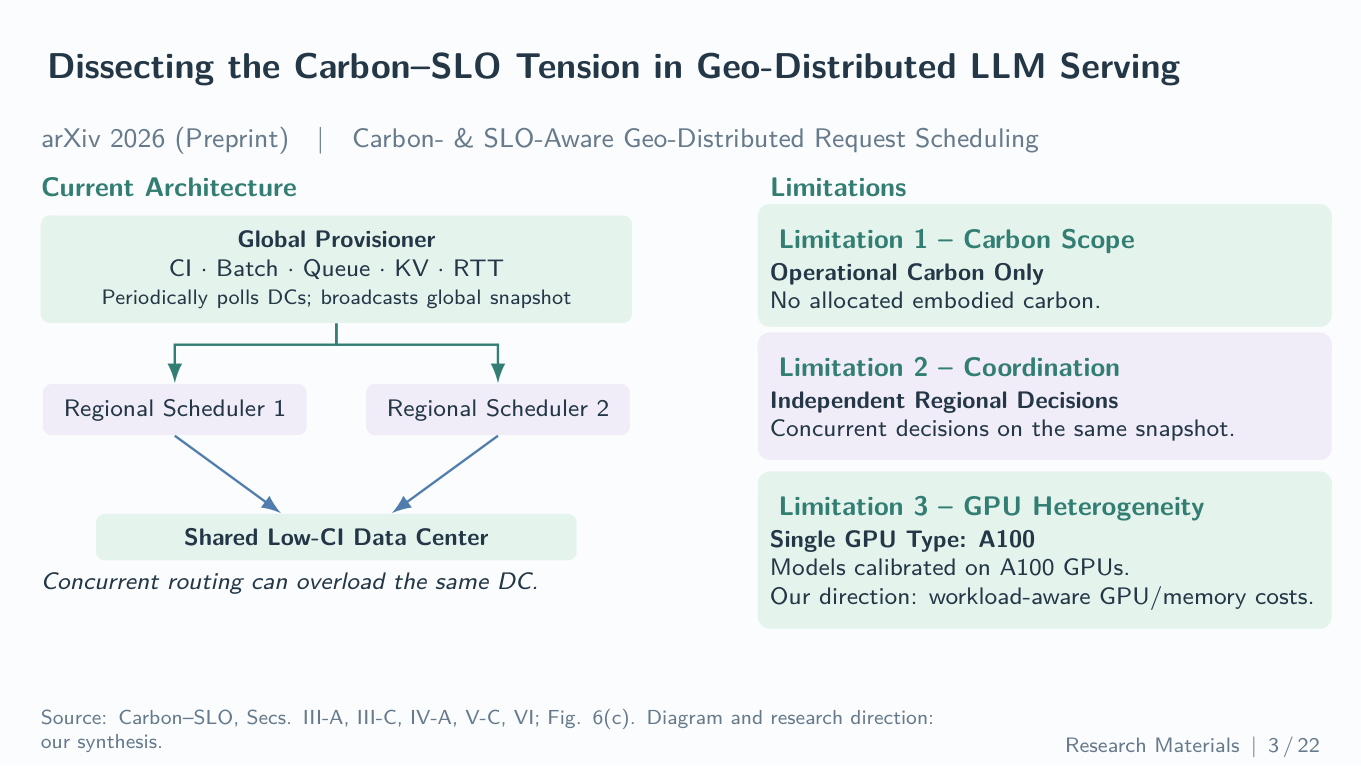 Dissecting the Carbon–SLO Tension in Geo-Distributed LLM Serving
arXiv 2026 (Preprint) | Carbon- & SLO-Aware Geo-Distributed Request Scheduling
Current Architecture
Global Provisioner
CI · Batch · Queue · KV · RTT
Periodically polls DCs; broadcasts global snapshot
Regional Scheduler 1
Regional Scheduler 2
Shared Low-CI Data Center
Concurrent routing can overload the same DC.
Limitations
Limitation 1 – Carbon Scope
Operational Carbon Only
No allocated embodied carbon.
Limitation 2 – Coordination
Independent Regional Decisions
Concurrent decisions on the same snapshot.
Limitation 3 – GPU Heterogeneity
Single GPU Type: A100
Models calibrated on A100 GPUs.
Our direction: workload-aware GPU/memory costs.
Source: Carbon–SLO, Secs. III-A, III-C, IV-A, V-C, VI; Fig. 6(c). Diagram and research direction:
our synthesis.
Research Materials | 3 / 22